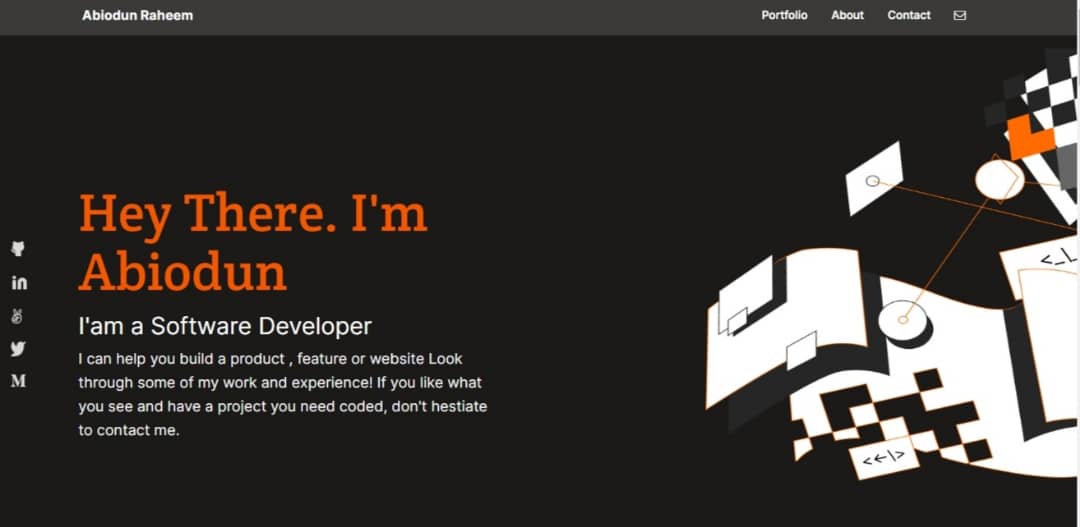 Abiodun Raheem
Portfolio About Contact
Hey There. I'm
Abiodun
I'am a Software Developer
I can help you build a product , feature or website Look
through some of my work and experience! If you like what
you see and have a project you need coded, don't hestiate
to contact me.
in
M
<_L
<←|>